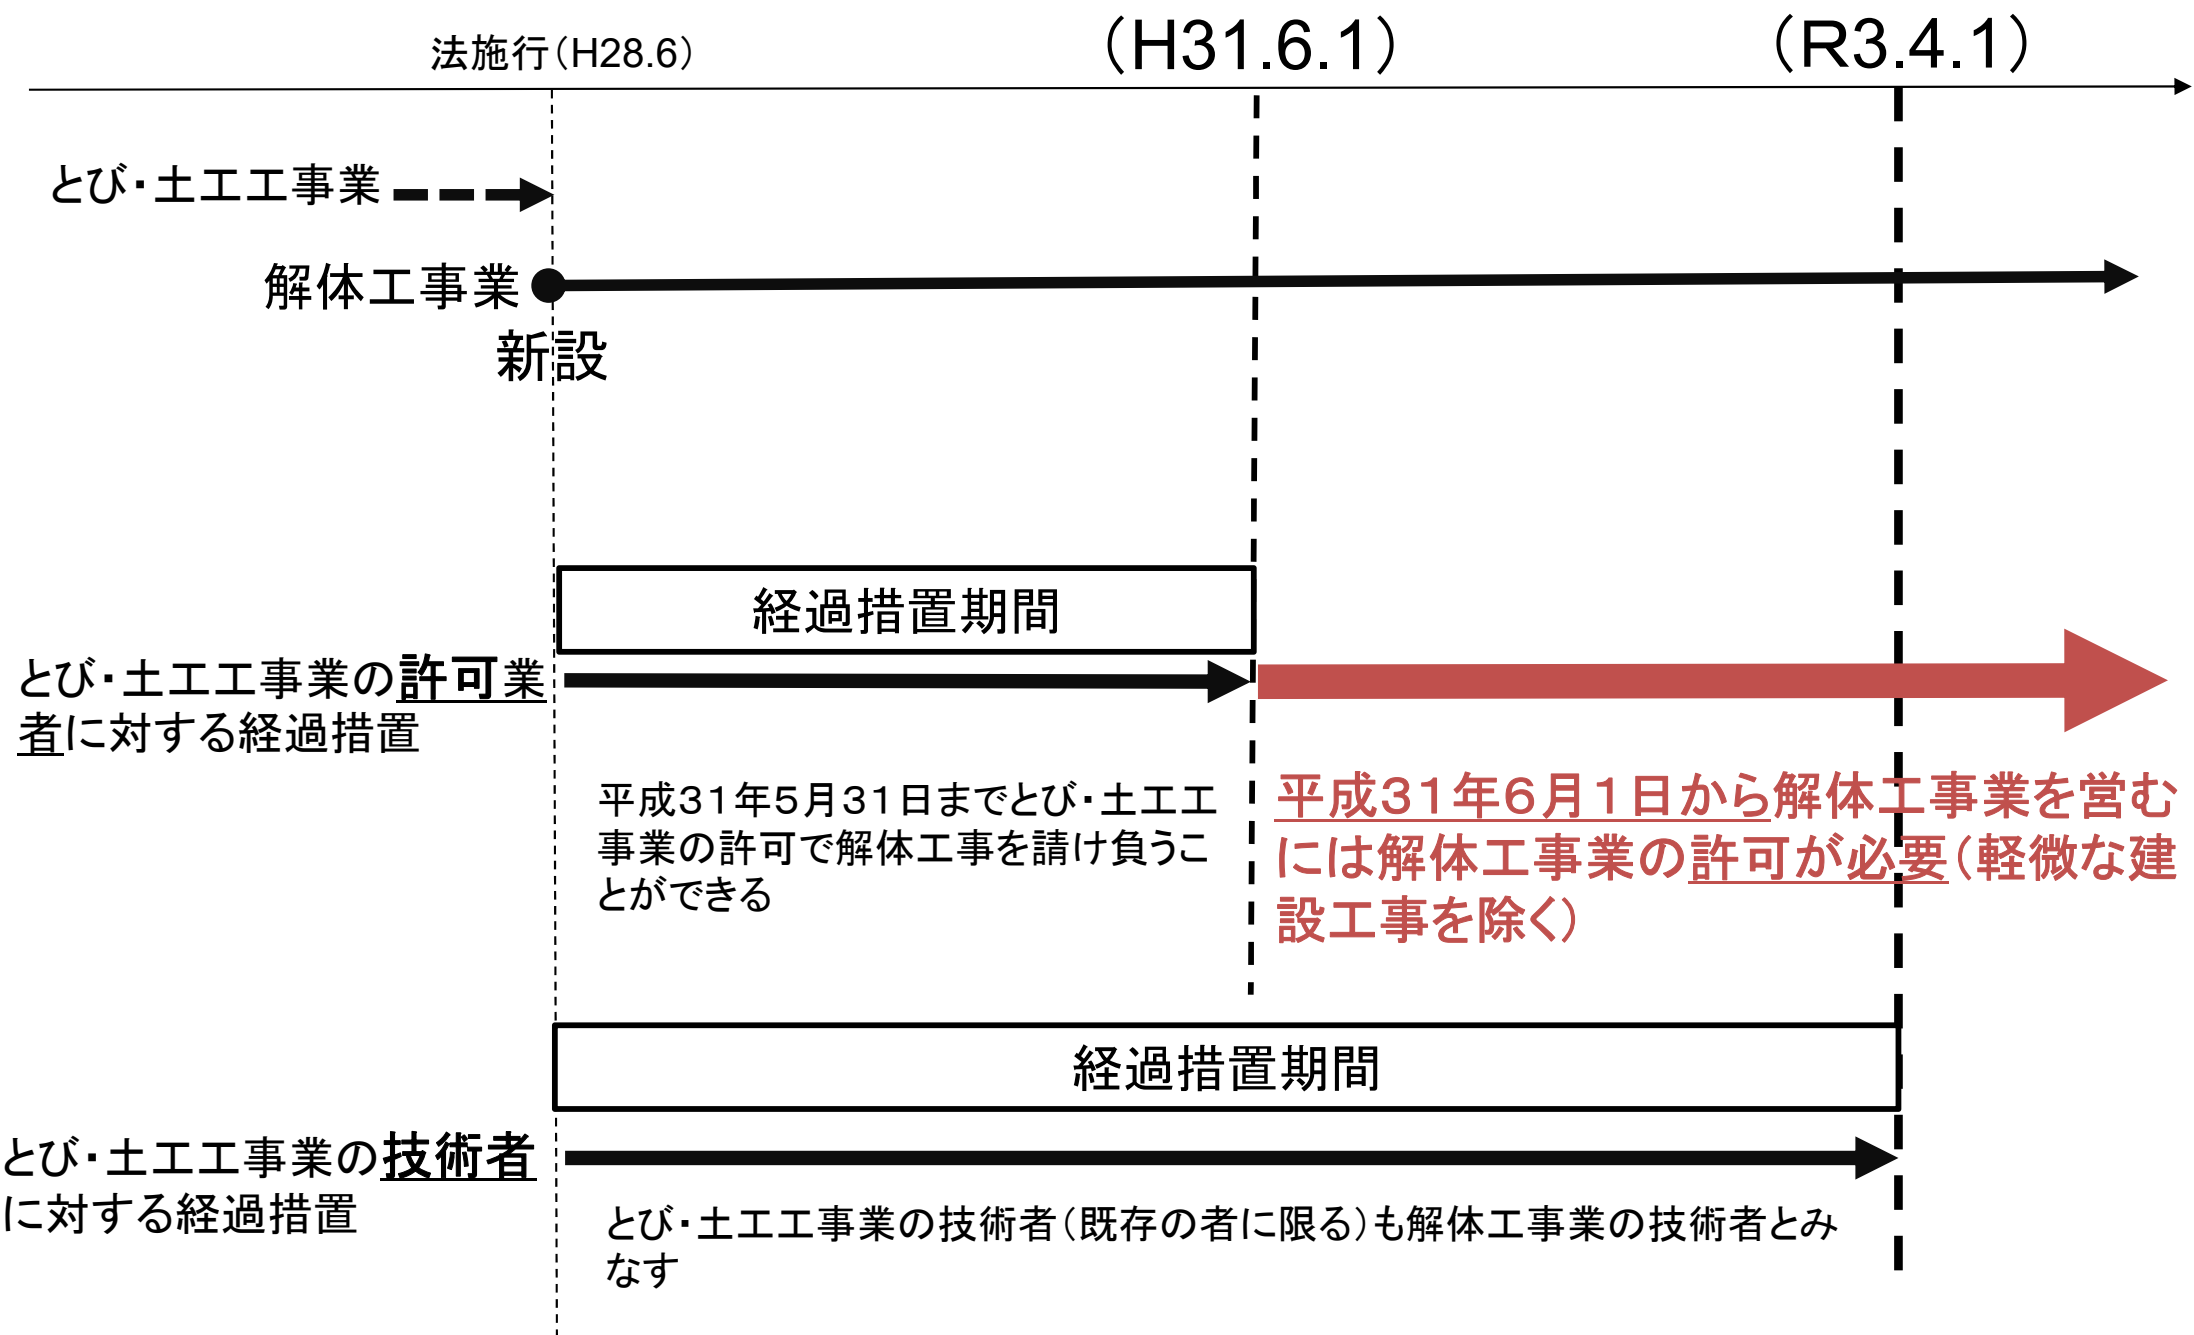 法施行（H28.6）
（H31.6.1）
（R3.4.1）
とび・土工工事業
解体工事業
新設
経過措置期間
とび・土工工事業の許可業
者に対する経過措置
平成３１年５月３１日までとび・土工工
事業の許可で解体工事を請け負うこ
とができる
平成３１年６月１日から解体工事業を営む
には解体工事業の許可が必要（軽微な建
設工事を除く）
経過措置期間
とび・土工工事業の技術者
に対する経過措置
とび・土工工事業の技術者（既存の者に限る）も解体工事業の技術者とみ
なす